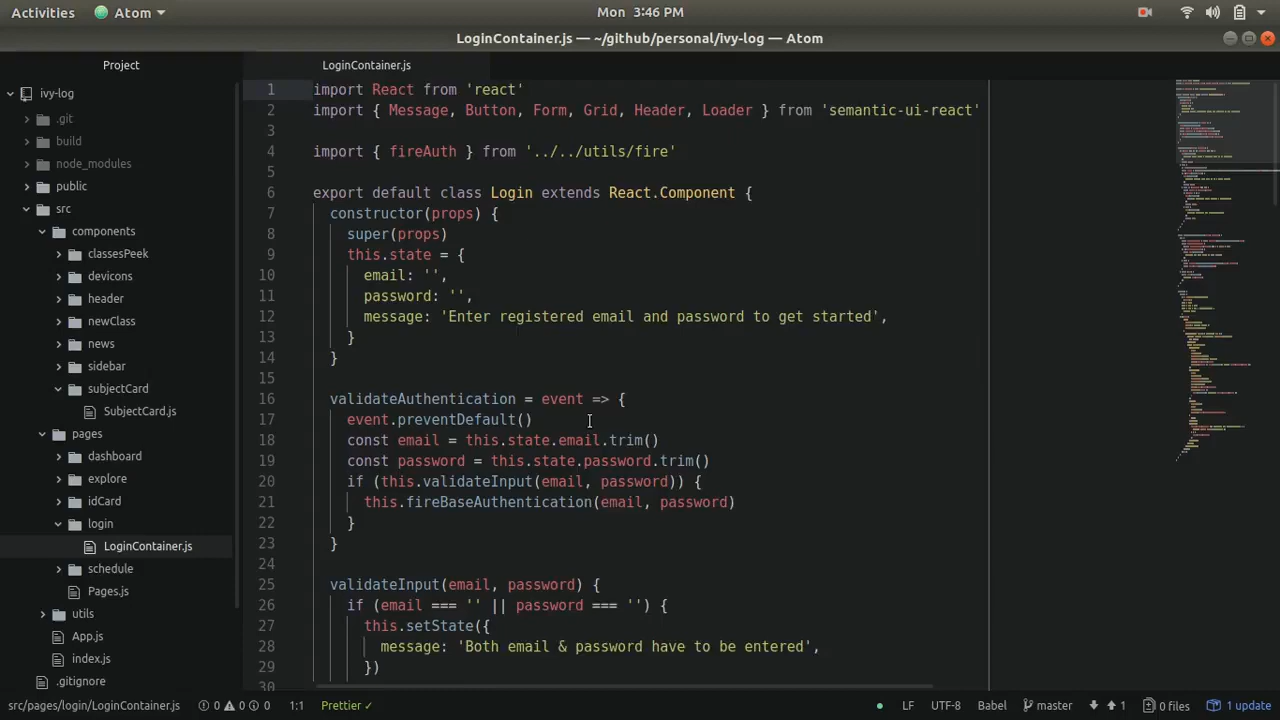 Activities
Atom
Mon 3:46 PM
LoginContainer.js — ~/github/personal/ivy-log — Atom
Project
ivy-log
.git
build
node_modules
public
src
components
classesPeek
devicons
header
newClass
news
sidebar
subjectCard
SubjectCard.js
pages
dashboard
explore
idCard
login
LoginContainer.js
schedule
Pages.js
utils
App.js
index.js
.gitignore
LoginContainer.js
1 import React from 'react'
2 import { Message, Button, Form, Grid, Header, Loader } from 'semantic-ui-react'
3
4 import { fireAuth } from '../../utils/fire'
5
6 export default class Login extends React.Component {
7 constructor(props) {
8 super(props)
9 this.state = {
10 email: '',
11 password: '',
12 message: 'Enter registered email and password to get started',
13 }
14 }
15
16 validateAuthentication = event => {
17 event.preventDefault()
18 const email = this.state.email.trim()
19 const password = this.state.password.trim()
20 if (this.validateInput(email, password)) {
21 this.fireBaseAuthentication(email, password)
22 }
23 }
24
25 validateInput(email, password) {
26 if (email === '' || password === '') {
27 this.setState({
28 message: 'Both email & password have to be entered',
29 })
30
src/pages/login/LoginContainer.js 0 0 0 1:1 Prettier ✓ LF UTF-8 Babel master 1 0 files 1 update